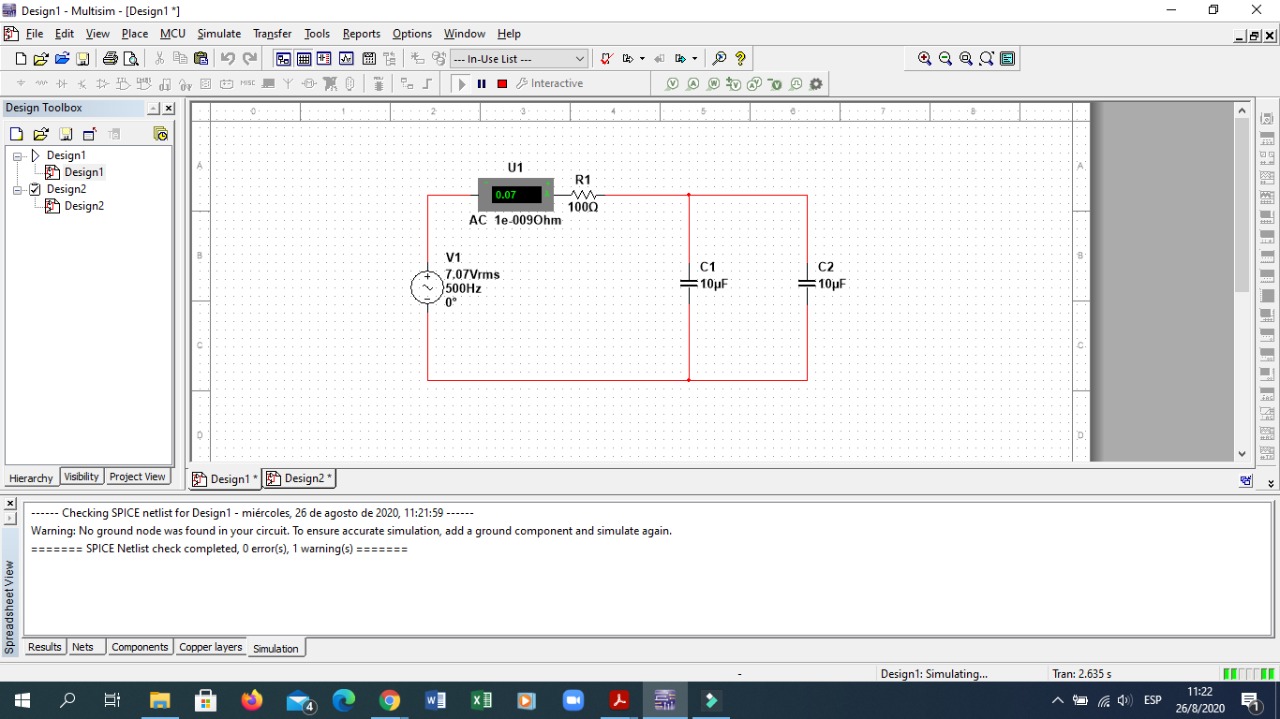 Design1 - Multisim - [Design1 *]
File Edit View Place MCU Simulate Transfer Tools Reports Options Window Help
--- In-Use List ---
Interactive
Design Toolbox
Design1
Design1
Design2
Design2
Hierarchy Visibility Project View
0 1 2 3 4 5 6 7 8
A A
B B
C C
D D
U1
0.07
AC 1e-009Ohm
R1
100Ω
V1
7.07Vrms
500Hz
0°
C1
10µF
C2
10µF
Design1 * Design2 *
------ Checking SPICE netlist for Design1 - miércoles, 26 de agosto de 2020, 11:21:59 ------
Warning: No ground node was found in your circuit. To ensure accurate simulation, add a ground component and simulate again.
======= SPICE Netlist check completed, 0 error(s), 1 warning(s) =======
Spreadsheet View
Results Nets Components Copper layers Simulation
- Design1: Simulating... Tran: 2.635 s
4 ESP 11:22
26/8/2020 1